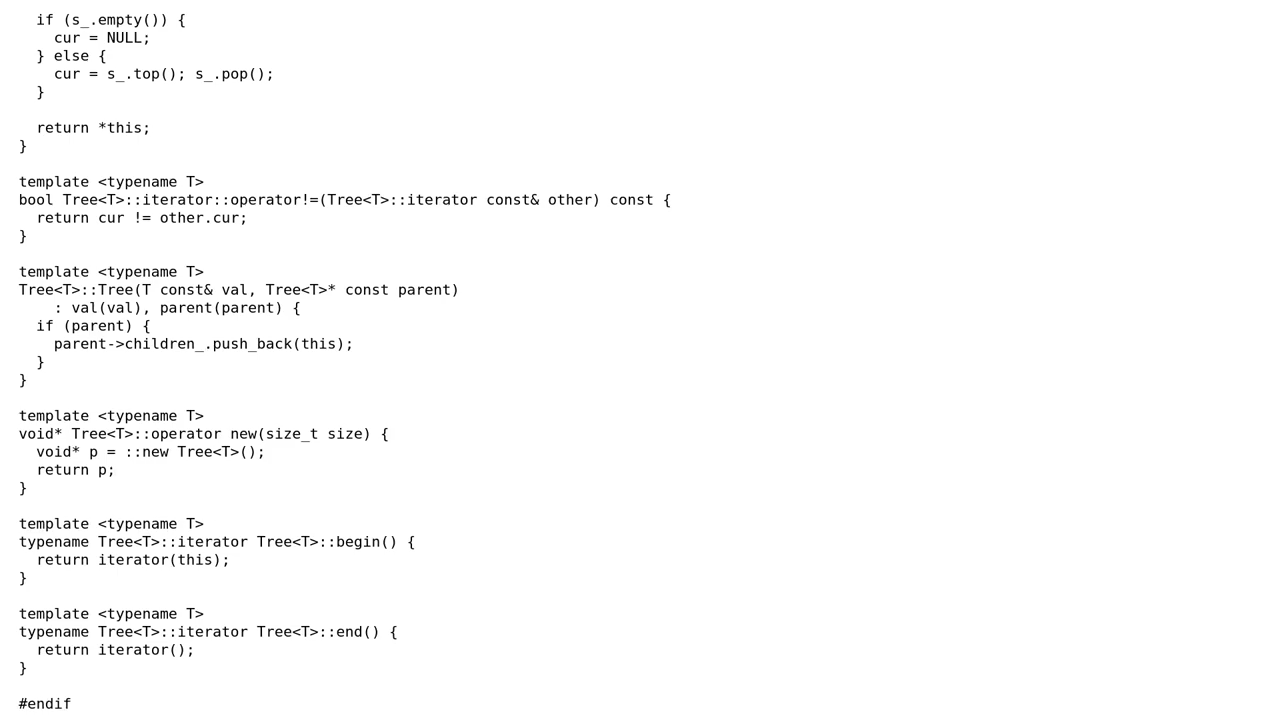 if (s_.empty()) {
    cur = NULL;
  } else {
    cur = s_.top(); s_.pop();
  }

  return *this;
}

template <typename T>
bool Tree<T>::iterator::operator!=(Tree<T>::iterator const& other) const {
  return cur != other.cur;
}

template <typename T>
Tree<T>::Tree(T const& val, Tree<T>* const parent)
    : val(val), parent(parent) {
  if (parent) {
    parent->children_.push_back(this);
  }
}

template <typename T>
void* Tree<T>::operator new(size_t size) {
  void* p = ::new Tree<T>();
  return p;
}

template <typename T>
typename Tree<T>::iterator Tree<T>::begin() {
  return iterator(this);
}

template <typename T>
typename Tree<T>::iterator Tree<T>::end() {
  return iterator();
}

#endif